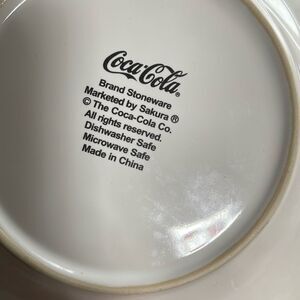 Coca-Cola®
Brand Stoneware
Marketed by Sakura ®
© The Coca-Cola Co.
All rights reserved.
Dishwasher Safe
Microwave Safe
Made in China